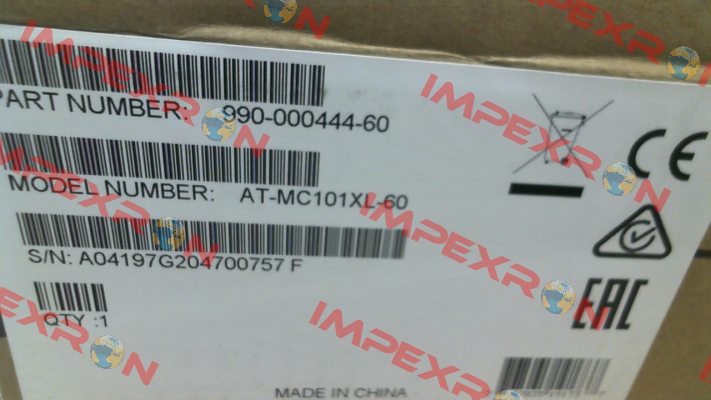 PART NUMBER: 990-000444-60
MODEL NUMBER: AT-MC101XL-60
S/N: A04197G204700757 F
QTY :1
MADE IN CHINA
CE
EAC
IMPEXRON
IMPEXRON
IMPEXRON
IMPEXRON
IMPEXRON